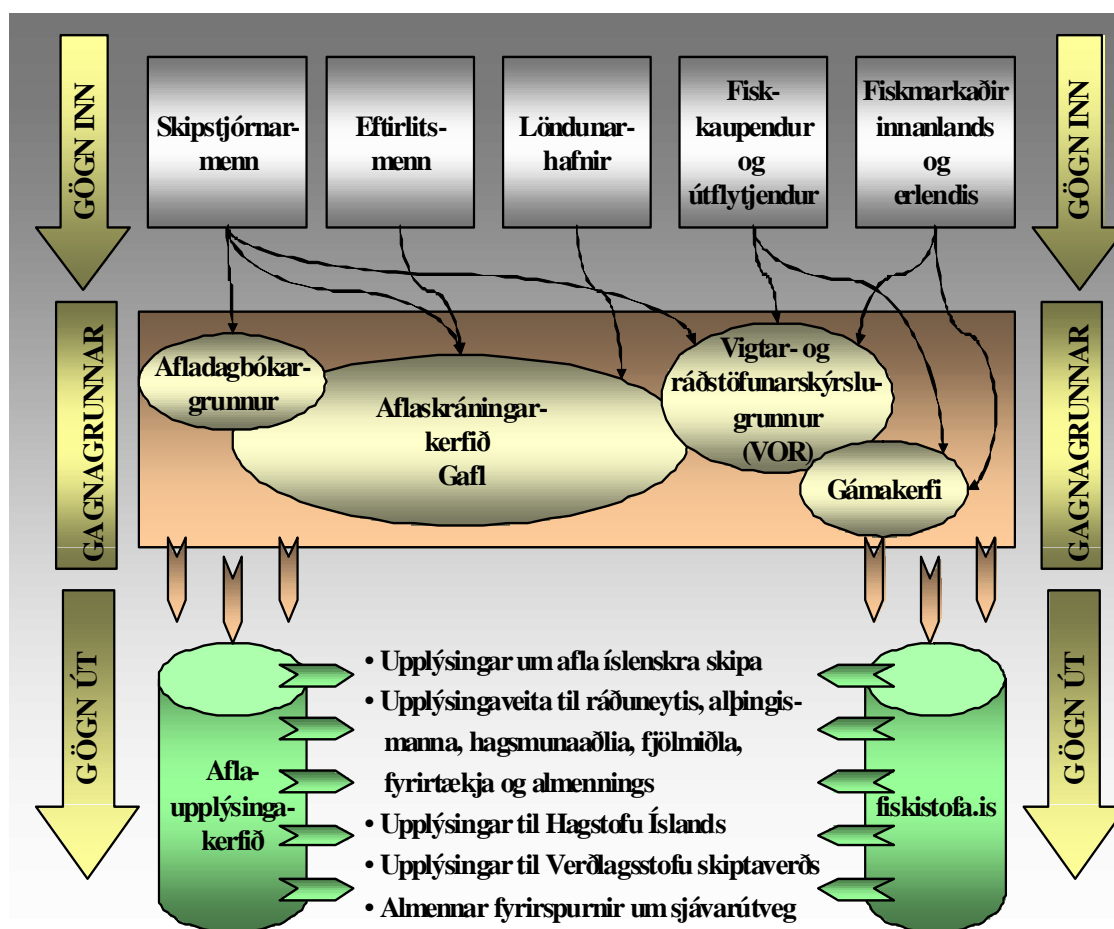 GÖGN INN
Skipstjórnar-
menn
Eftirlits-
menn
Löndunar-
hafnir
Fisk-
kaupendur
og
útflytjendur
Fiskmarkaðir
innanlands
og
erlendis
GÖGN INN
GAGNAGRUNNAR
Afladagbókar-
grunnur
Aflaskráningar-
kerfið
Gafl
Vigtar- og
ráðstöfunarskýrslu-
grunnur
(VOR)
Gámakerfi
GAGNAGRUNNAR
GÖGN ÚT
Afla-
upplýsinga-
kerfið
• Upplýsingar um afla íslenskra skipa
• Upplýsingaveita til ráðuneytis, alþingis-
manna, hagsmunaaðlia, fjölmiðla,
fyrirtækja og almennings
• Upplýsingar til Hagstofu Íslands
• Upplýsingar til Verðlagsstofu skiptaverðs
• Almennar fyrirspurnir um sjávarútveg
fiskistofa.is
GÖGN ÚT